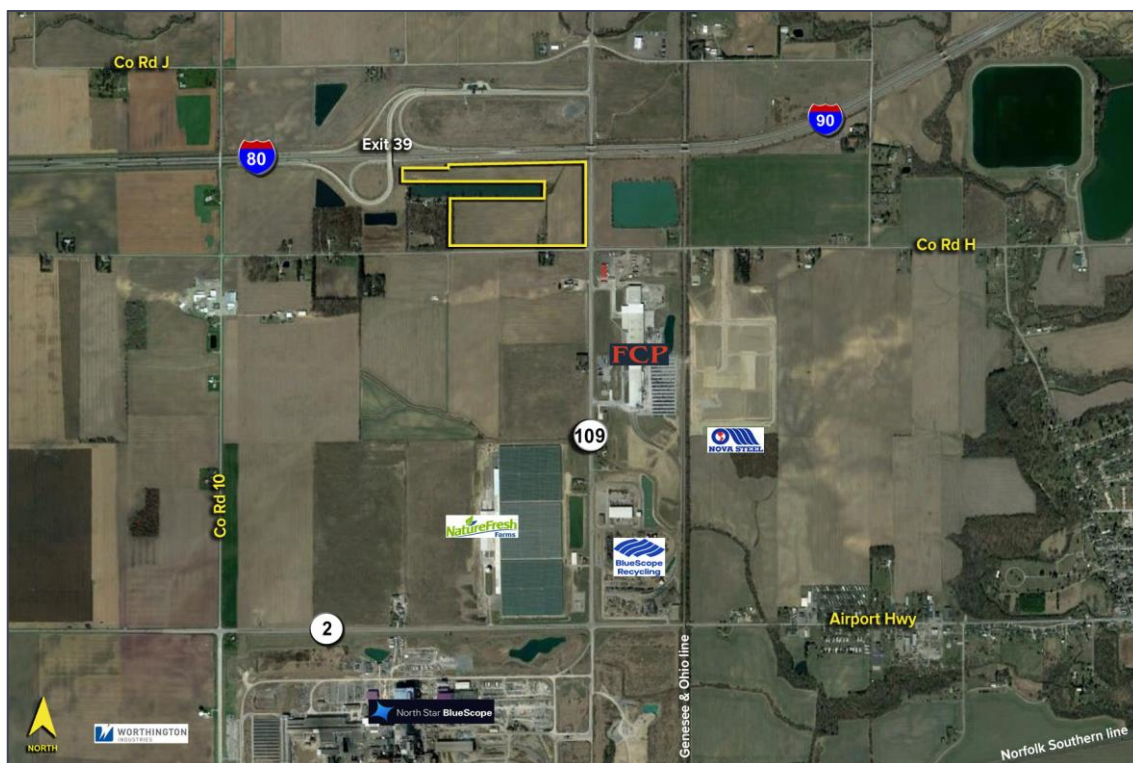 Co Rd J
80
Exit 39
90
Co Rd H
FCP
109
NOVA STEEL
Co Rd 10
NatureFresh
Farms
BlueScope
Recycling
2
Airport Hwy
Genesee & Ohio line
North Star BlueScope
NORTH
WORTHINGTON
INDUSTRIES
Norfolk Southern line